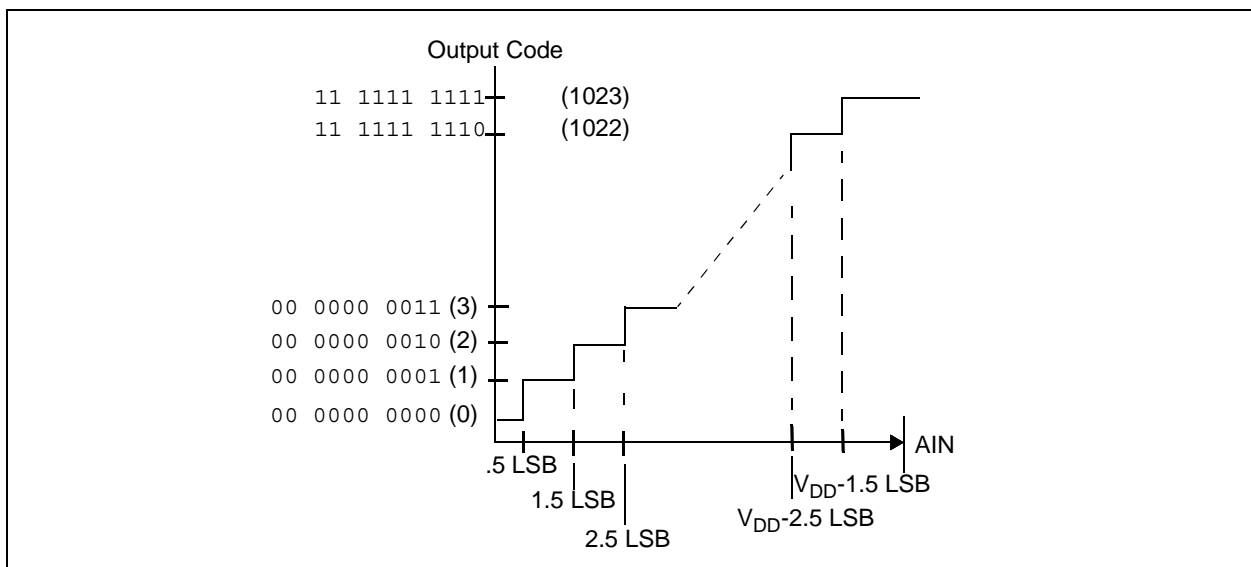 Output Code
11 1111 1111 (1023)
11 1111 1110 (1022)
00 0000 0011 (3)
00 0000 0010 (2)
00 0000 0001 (1)
00 0000 0000 (0)
AIN
.5 LSB
1.5 LSB
2.5 LSB
VDD-1.5 LSB
VDD-2.5 LSB